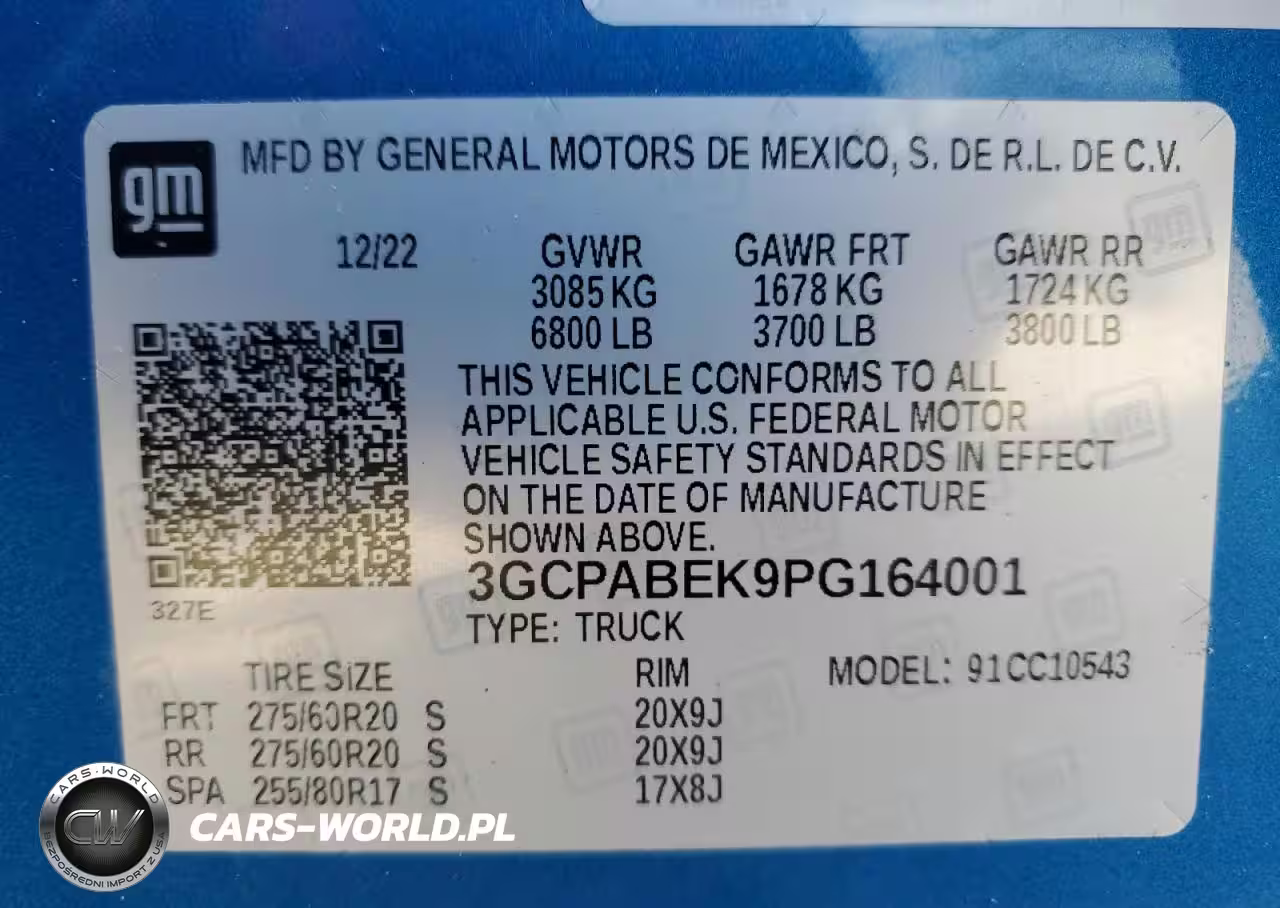 gm
MFD BY GENERAL MOTORS DE MEXICO, S. DE R.L. DE C.V.
12/22 GVWR GAWR FRT GAWR RR
3085 KG 1678 KG 1724 KG
6800 LB 3700 LB 3800 LB
THIS VEHICLE CONFORMS TO ALL
APPLICABLE U.S. FEDERAL MOTOR
VEHICLE SAFETY STANDARDS IN EFFECT
ON THE DATE OF MANUFACTURE
SHOWN ABOVE.
3GCPABEK9PG164001
327E
TYPE: TRUCK
TIRE SIZE RIM MODEL: 91CC10543
FRT 275/60R20 S 20X9J
RR 275/60R20 S 20X9J
SPA 255/80R17 S 17X8J
CARS-WORLD
CW
BEZPOŚREDNI IMPORT Z USA
CARS-WORLD.PL